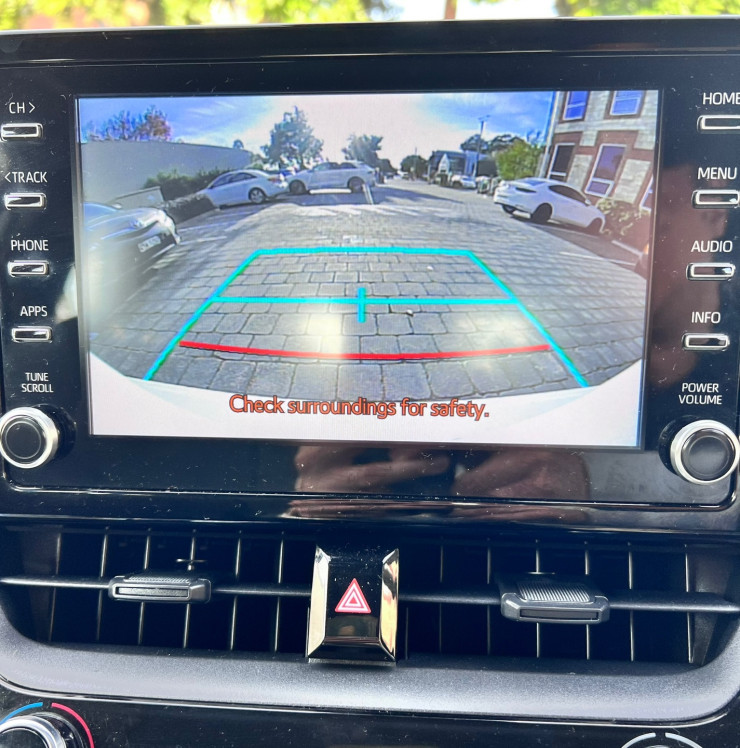 CH >
< TRACK
PHONE
APPS
TUNE
SCROLL
Check surroundings for safety.
HOME
MENU
AUDIO
INFO
POWER
VOLUME